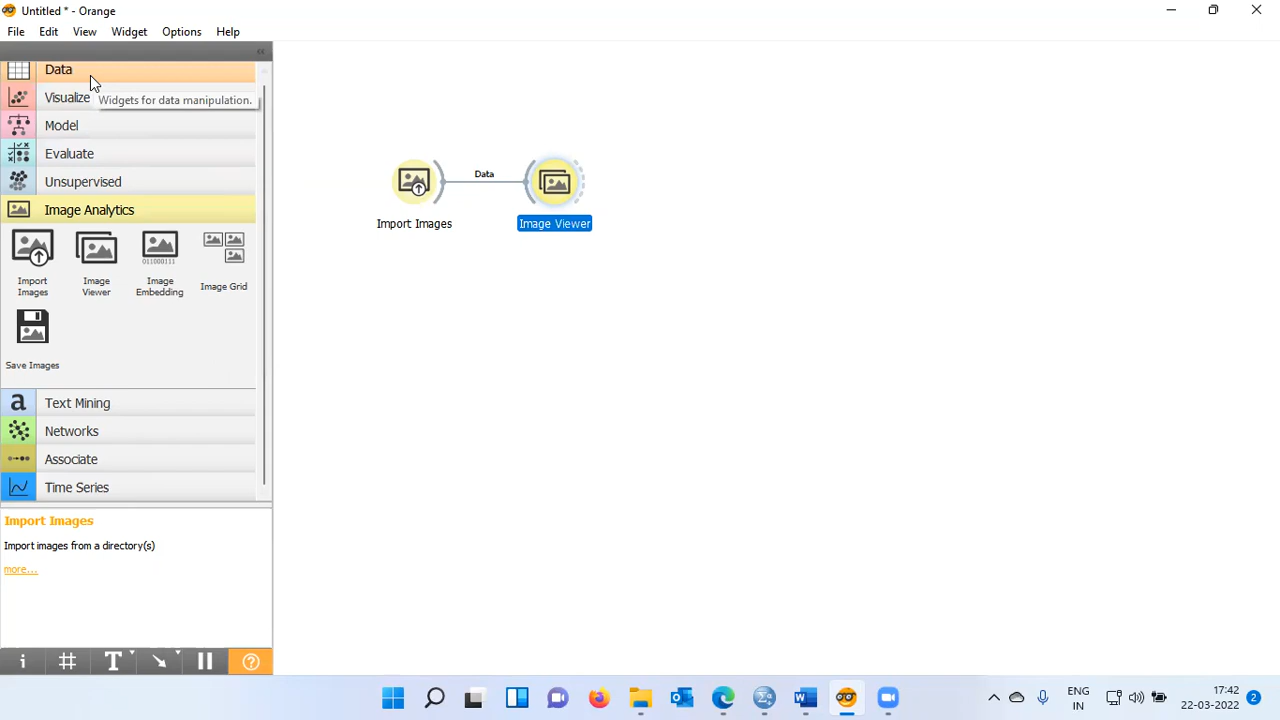 Untitled * - Orange
File Edit View Widget Options Help
Data
Widgets for data manipulation.
Visualize
Model
Evaluate
Unsupervised
Image Analytics
Import Images
Image Viewer
Image Embedding
011000111
Image Grid
Save Images
a Text Mining
Networks
Associate
Time Series
Data
Import Images
Image Viewer
Import Images
Import images from a directory(s)
more...
i # T ?
ENG
IN
17:42
22-03-2022
2